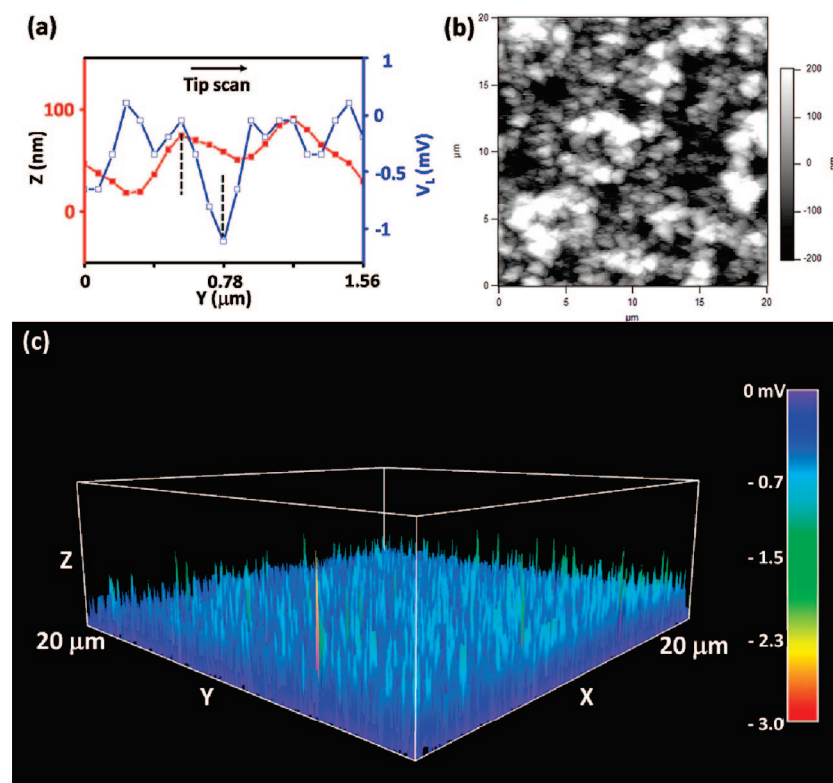 (a)
Tip scan
Z (nm)
100
0
1
0
-0.5
-1
V_L (mV)
0
0.78
1.56
Y (μm)
(b)
20
15
10
5
0
μm
0
5
10
15
20
μm
200
100
0
-100
-200
nm
(c)
0 mV
- 0.7
- 1.5
- 2.3
- 3.0
Z
20 μm
Y
X
20 μm